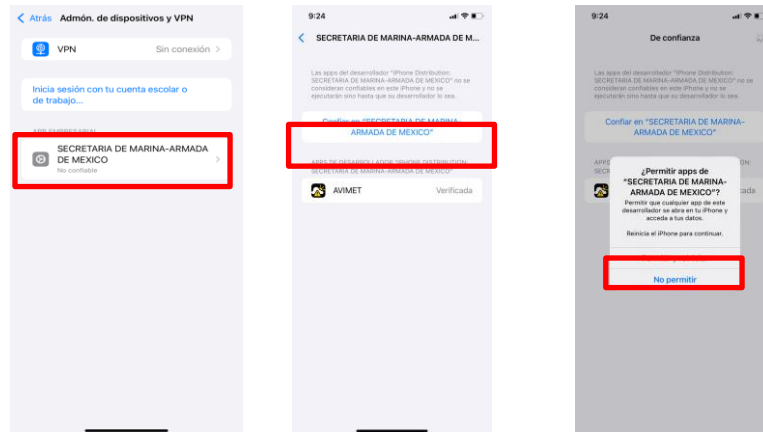 Atrás Admón. de dispositivos y VPN
VPN Sin conexión
Inicia sesión con tu cuenta escolar o
de trabajo...
APP EMPRESARIAL
SECRETARIA DE MARINA-ARMADA
DE MEXICO
No confiable
9:24
SECRETARIA DE MARINA-ARMADA DE M...
Las apps del desarrollador "iPhone Distribution:
SECRETARIA DE MARINA-ARMADA DE MEXICO" no se
consideran confiables en este iPhone y no se
ejecutarán sino hasta que su desarrollador lo sea.
Confiar en "SECRETARIA DE MARINA-
ARMADA DE MEXICO"
APPS DE DESARROLLADOR "IPHONE DISTRIBUTION:
SECRETARIA DE MARINA-ARMADA DE MEXICO"
AVIMET Verificada
9:24
De confianza
Las apps del desarrollador "iPhone Distribution:
SECRETARIA DE MARINA-ARMADA DE MEXICO" no se
consideran confiables en este iPhone y no se
ejecutarán sino hasta que su desarrollador lo sea.
Confiar en "SECRETARIA DE MARINA-
ARMADA DE MEXICO"
¿Permitir apps de
"SECRETARIA DE MARINA-
ARMADA DE MEXICO"?
Permitir que cualquier app de este
desarrollador se abra en tu iPhone y
acceda a tus datos.
Reinicia el iPhone para continuar.
No permitir